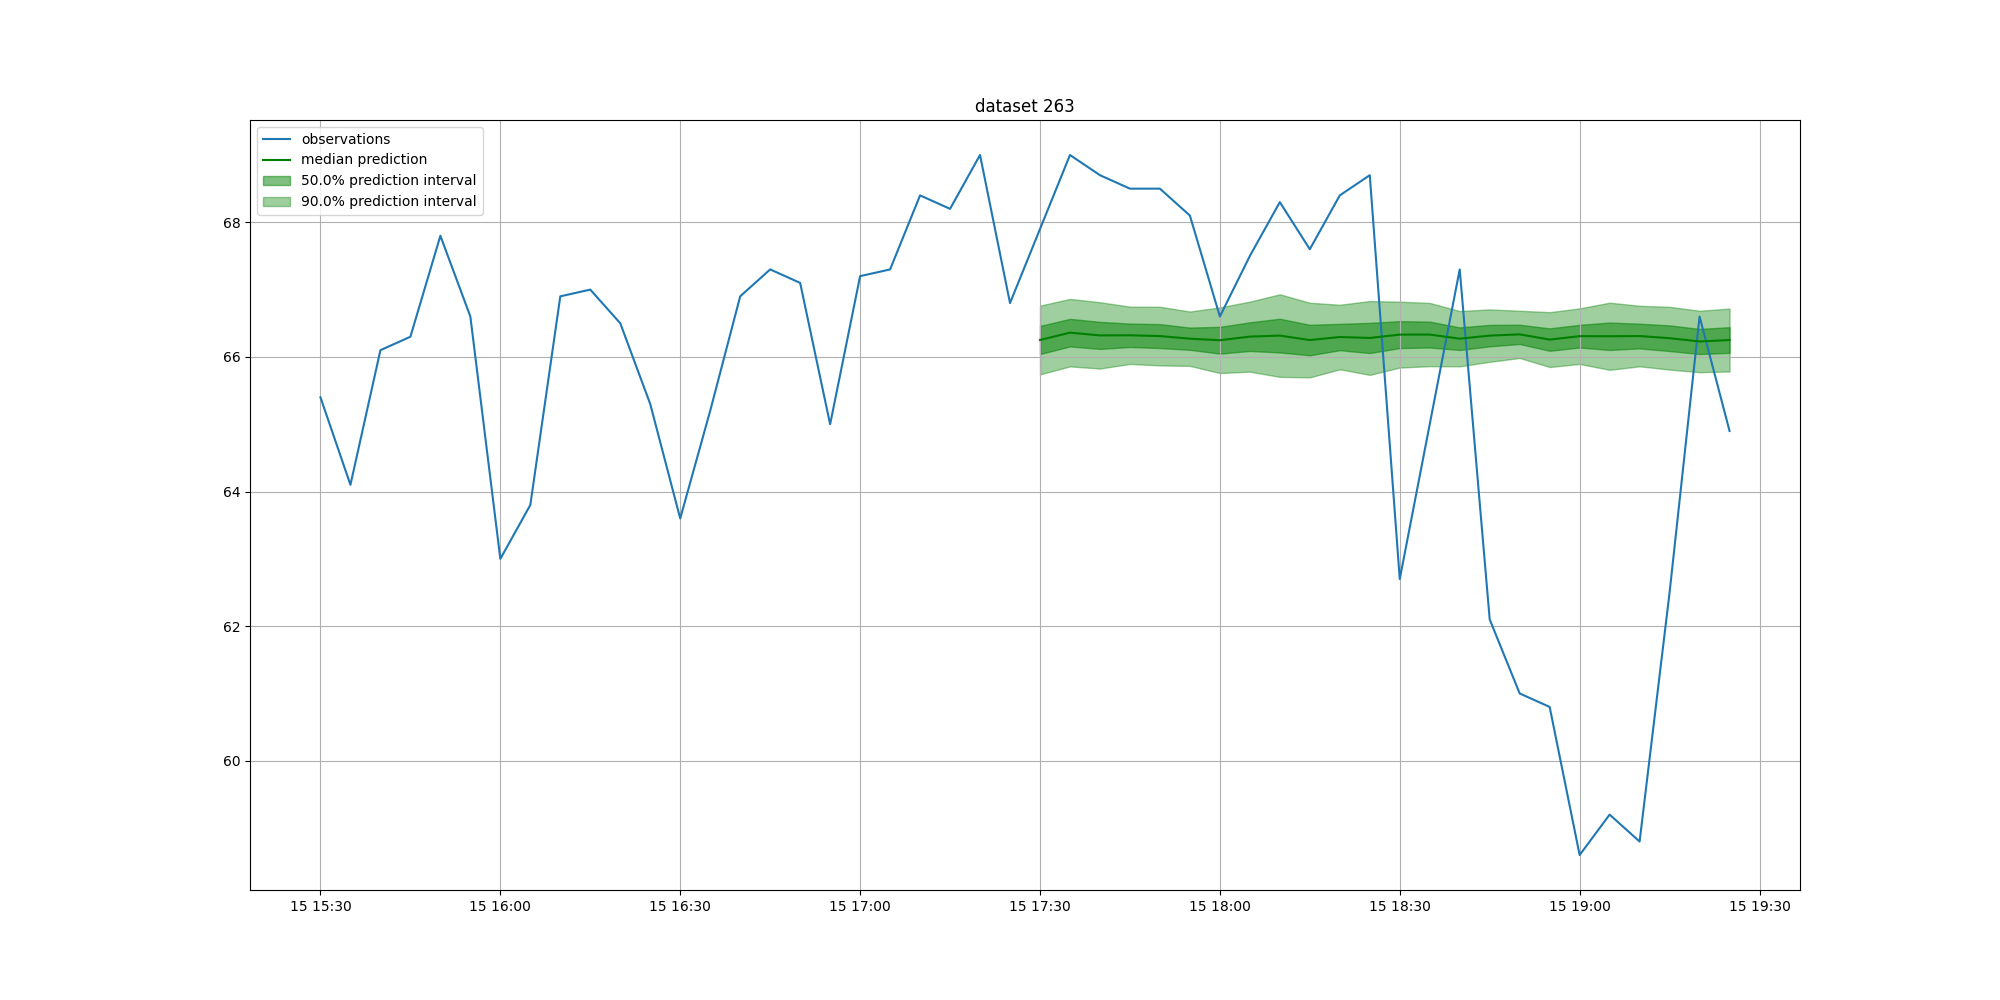 dataset 263
observations
median prediction
50.0% prediction interval
90.0% prediction interval
68
66
64
62
60
15 15:30
15 16:00
15 16:30
15 17:00
15 17:30
15 18:00
15 18:30
15 19:00
15 19:30